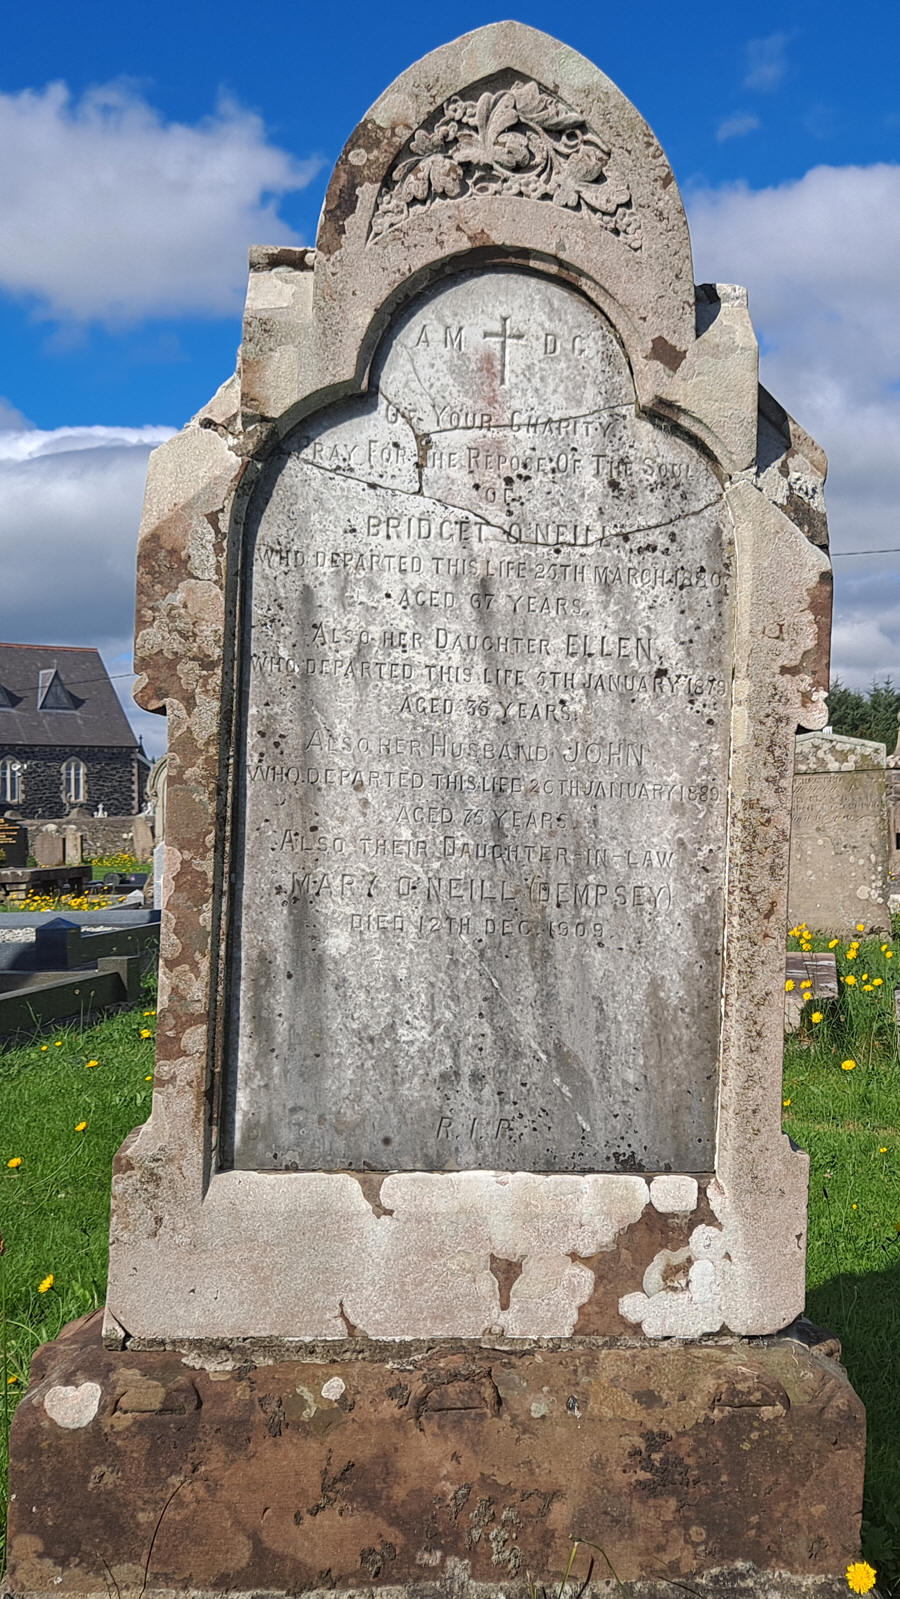 A M D G
OF YOUR CHARITY
PRAY FOR THE REPOSE OF THE SOUL
OF
BRIDGET O'NEILL
WHO DEPARTED THIS LIFE 25TH MARCH 1880
AGED 67 YEARS.
ALSO HER DAUGHTER ELLEN,
WHO DEPARTED THIS LIFE 5TH JANUARY 1879
AGED 36 YEARS.
ALSO HER HUSBAND JOHN
WHO DEPARTED THIS LIFE 26TH JANUARY 1889
AGED 75 YEARS.
ALSO THEIR DAUGHTER-IN-LAW
MARY O'NEILL (DEMPSEY)
DIED 12TH DEC. 1909.
R.I.P.